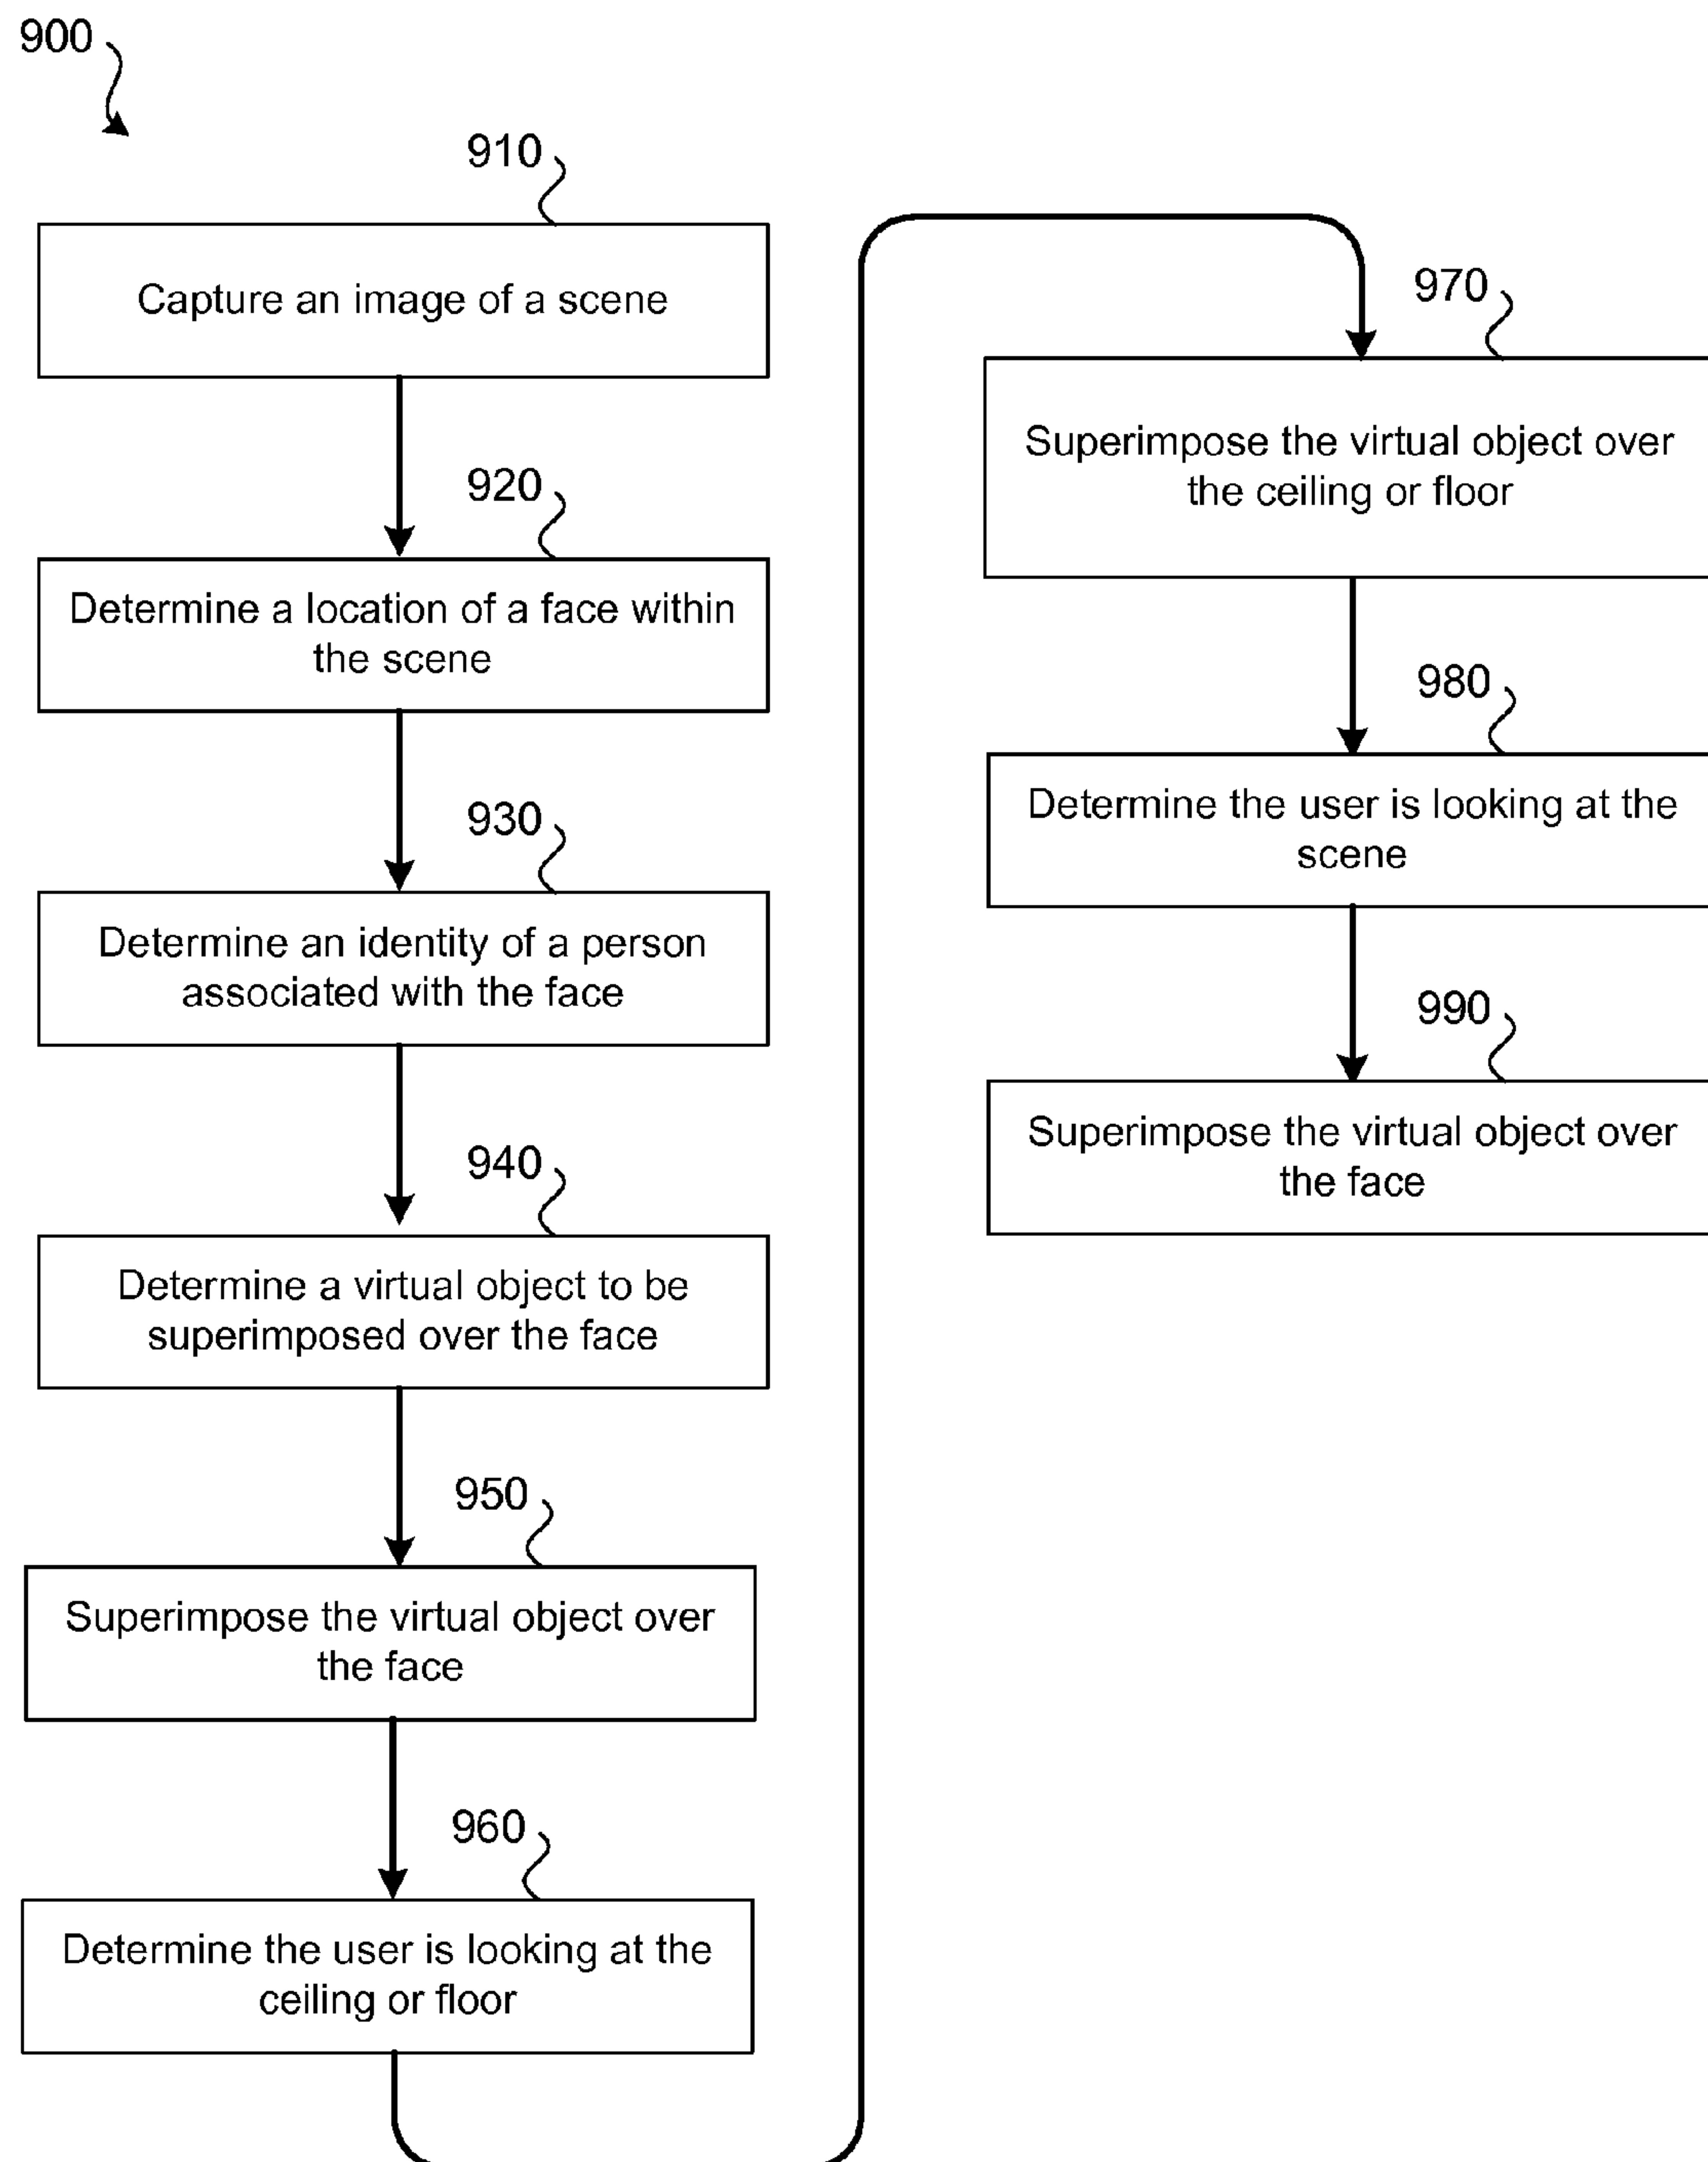 900
910
Capture an image of a scene
920
Determine a location of a face within
the scene
930
Determine an identity of a person
associated with the face
940
Determine a virtual object to be
superimposed over the face
950
Superimpose the virtual object over
the face
960
Determine the user is looking at the
ceiling or floor
970
Superimpose the virtual object over
the ceiling or floor
980
Determine the user is looking at the
scene
990
Superimpose the virtual object over
the face